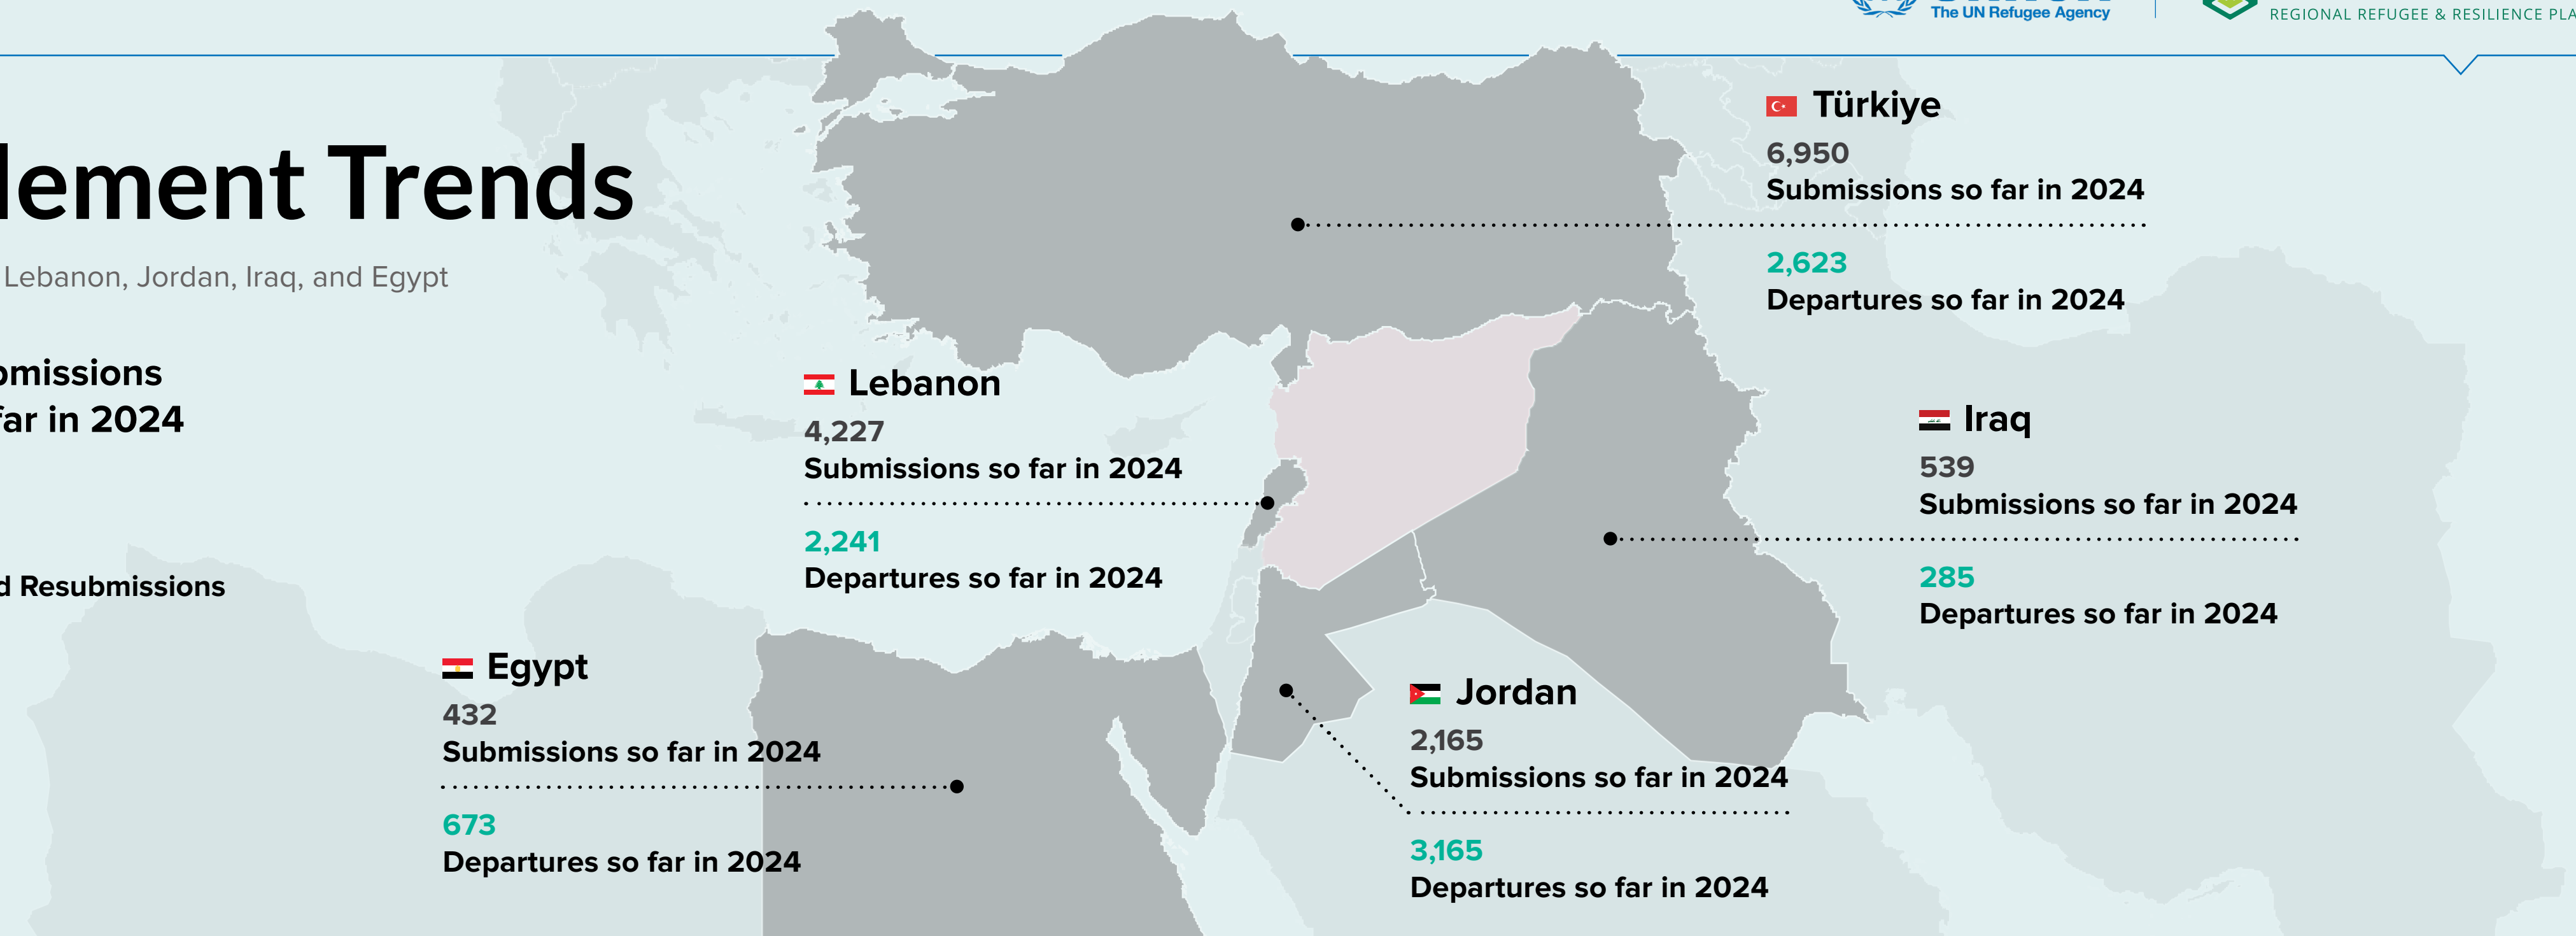 The UN Refugee Agency
REGIONAL REFUGEE & RESILIENCE
Trends
Lebanon, Jordan, Iraq, and Egypt
far in 2024
Resubmissions
Türkiye
6,950
Submissions so far in 2024
2,623
Departures so far in 2024
Lebanon
4,227
Submissions so far in 2024
2,241
Departures so far in 2024
Iraq
539
Submissions so far in 2024
285
Departures so far in 2024
Egypt
432
Submissions so far in 2024
673
Departures so far in 2024
Jordan
2,165
Submissions so far in 2024
3,165
Departures so far in 2024